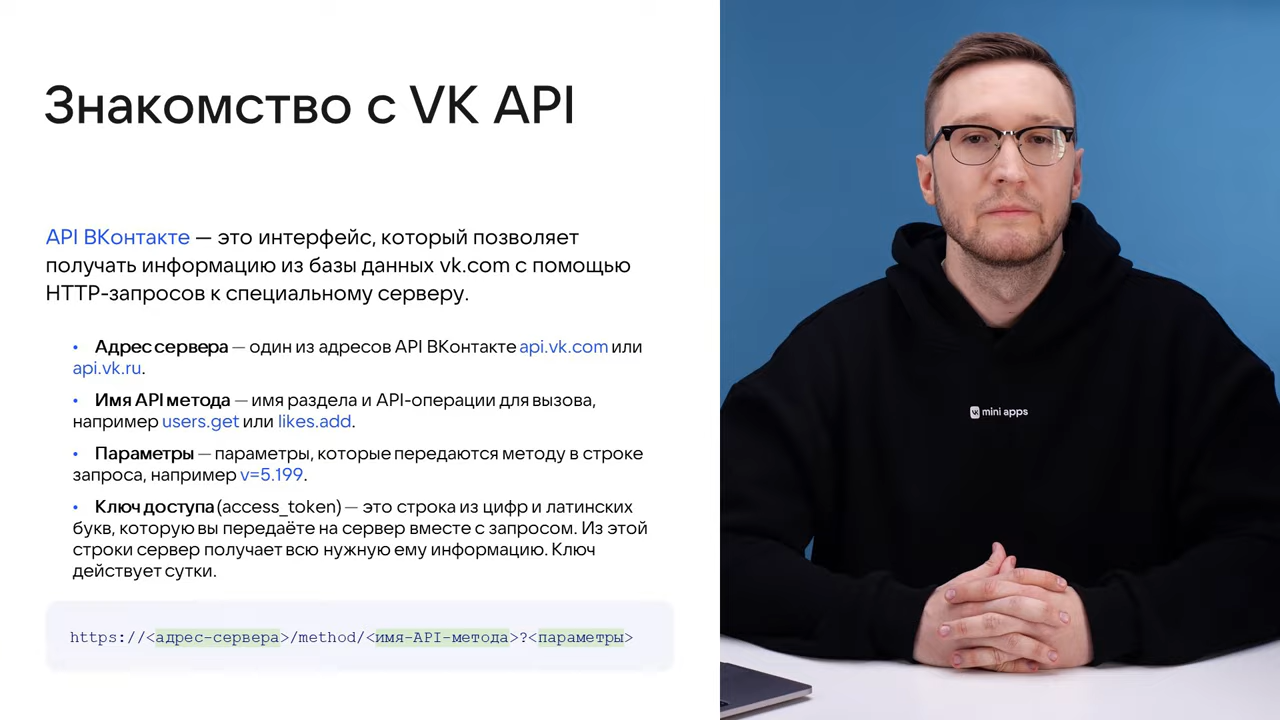 Знакомство с VK API
API ВКонтакте — это интерфейс, который позволяет
получать информацию из базы данных vk.com с помощью
HTTP-запросов к специальному серверу.
• Адрес сервера — один из адресов API ВКонтакте api.vk.com или
api.vk.ru.
• Имя API метода — имя раздела и API-операции для вызова,
например users.get или likes.add.
• Параметры — параметры, которые передаются методу в строке
запроса, например v=5.199.
• Ключ доступа (access_token) — это строка из цифр и латинских
букв, которую вы передаёте на сервер вместе с запросом. Из этой
строки сервер получает всю нужную ему информацию. Ключ
действует сутки.
https://<адрес-сервера>/method/<имя-API-метода>?<параметры>
VK mini apps